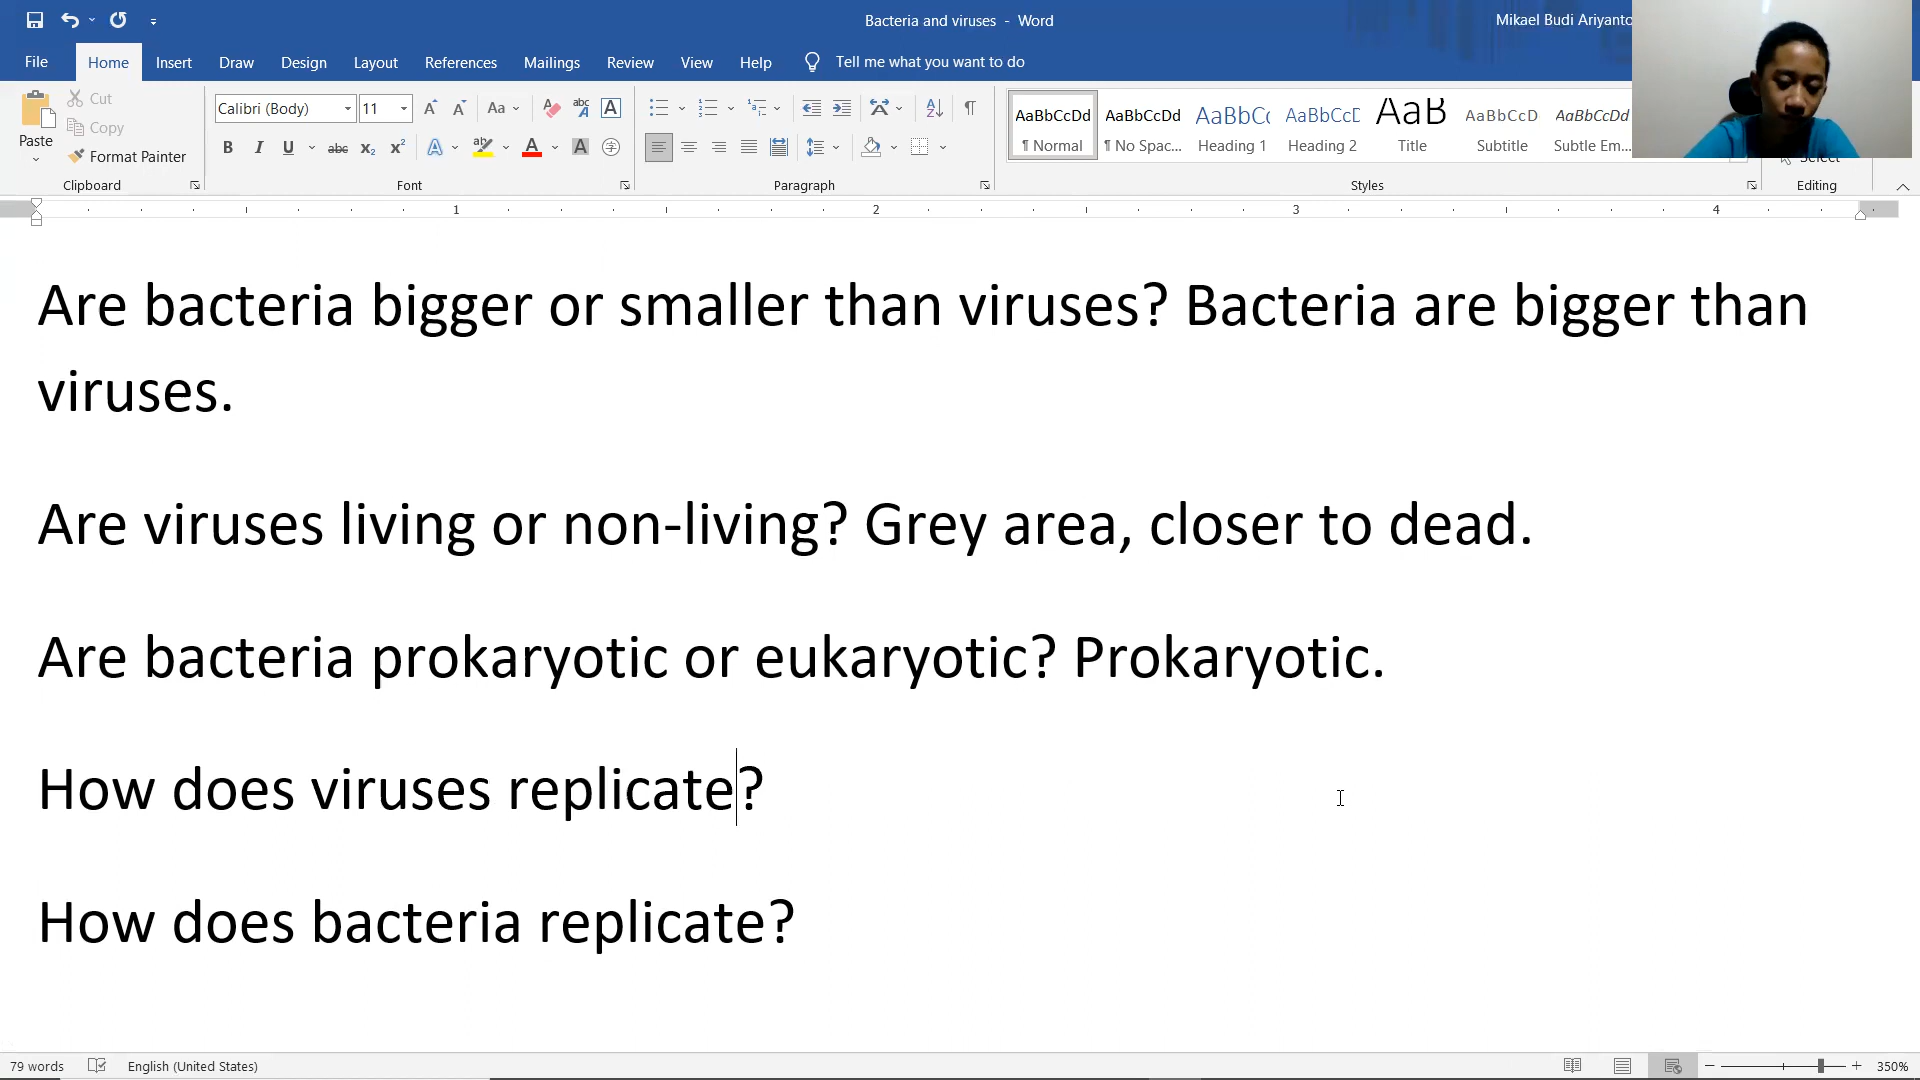 Bacteria and viruses - Word
Mikael Budi Ariyanto
File Home Insert Draw Design Layout References Mailings Review View Help Tell me what you want to do
Paste
Cut
Copy
Format Painter
Calibri (Body) 11
AaBbCcDd AaBbCcDd AaBbCc AaBbCcD AaB AaBbCcD AaBbCcDd
¶ Normal ¶ No Spac... Heading 1 Heading 2 Title Subtitle Subtle Em...
Select
Clipboard Font Paragraph Styles Editing
1 2 3 4
Are bacteria bigger or smaller than viruses? Bacteria are bigger than
viruses.
Are viruses living or non-living? Grey area, closer to dead.
Are bacteria prokaryotic or eukaryotic? Prokaryotic.
How does viruses replicate?
How does bacteria replicate?
79 words English (United States) 350%